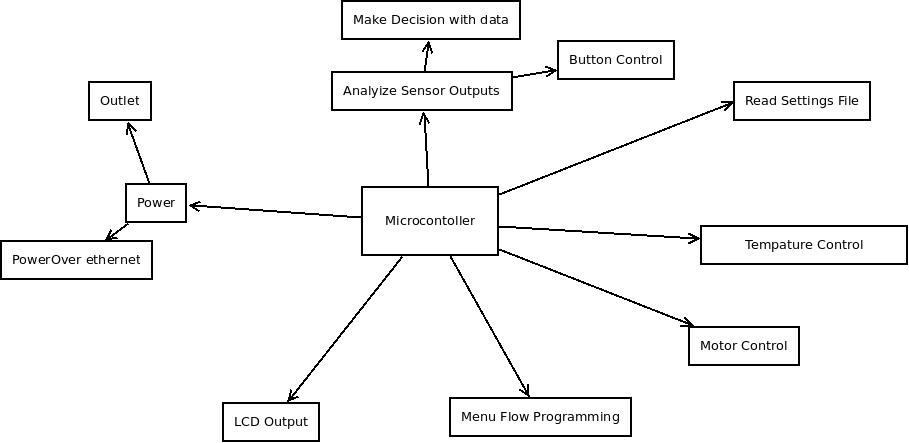 Make Decision with data
Button Control
Analyize Sensor Outputs
Outlet
Read Settings File
Power
Microcontoller
Tempature Control
PowerOver ethernet
Motor Control
LCD Output
Menu Flow Programming